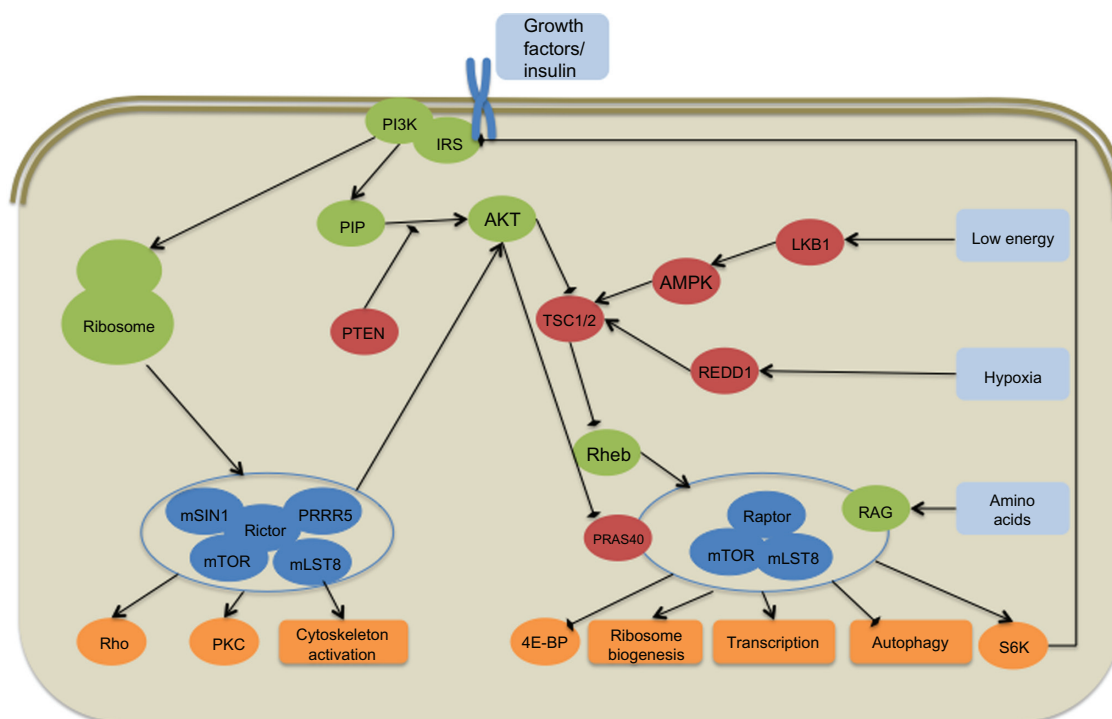 Growth
factors/
insulin
PI3K
IRS
PIP
AKT
LKB1
Low energy
AMPK
Ribosome
PTEN
TSC1/2
REDD1
Hypoxia
Rheb
mSIN1
PRRR5
Rictor
mTOR
mLST8
Raptor
RAG
Amino
acids
PRAS40
mTOR
mLST8
Rho
PKC
Cytoskeleton
activation
4E-BP
Ribosome
biogenesis
Transcription
Autophagy
S6K